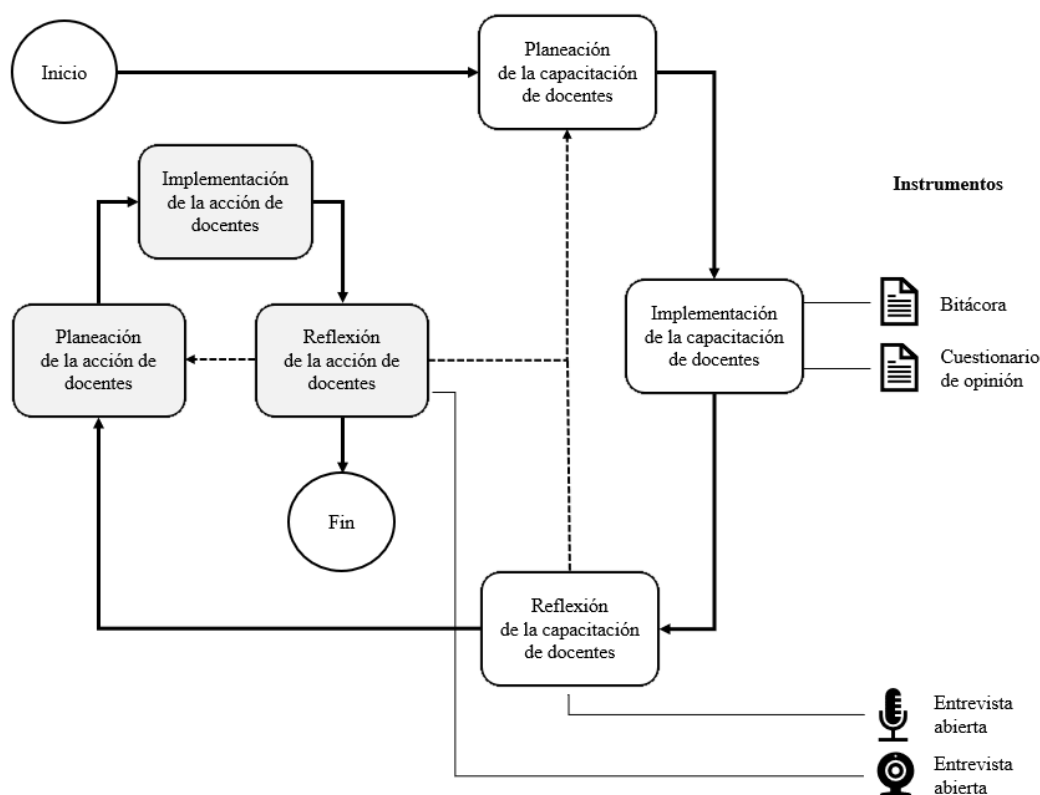 Inicio
Planeación
de la capacitación
de docentes
Implementación
de la acción de
docentes
Instrumentos
Planeación
de la acción de
docentes
Reflexión
de la acción de
docentes
Implementación
de la capacitación
de docentes
Bitácora
Cuestionario
de opinión
Fin
Reflexión
de la capacitación
de docentes
Entrevista
abierta
Entrevista
abierta